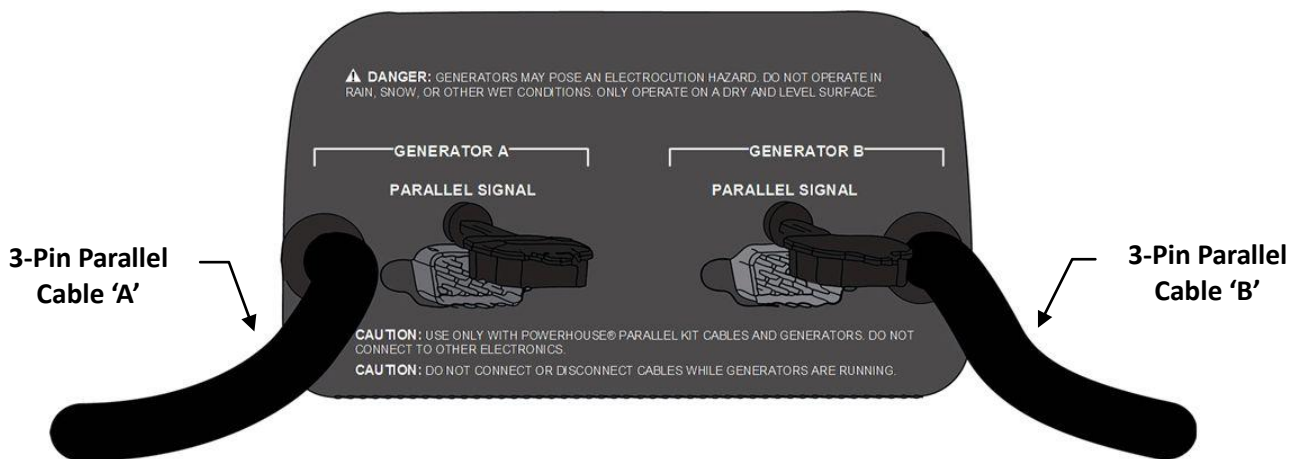 ⚠ DANGER: GENERATORS MAY POSE AN ELECTROCUTION HAZARD. DO NOT OPERATE IN
RAIN, SNOW, OR OTHER WET CONDITIONS. ONLY OPERATE ON A DRY AND LEVEL SURFACE.
GENERATOR A
GENERATOR B
PARALLEL SIGNAL
PARALLEL SIGNAL
3-Pin Parallel
Cable ‘A’
3-Pin Parallel
Cable ‘B’
CAUTION: USE ONLY WITH POWERHOUSE® PARALLEL KIT CABLES AND GENERATORS. DO NOT
CONNECT TO OTHER ELECTRONICS.
CAUTION: DO NOT CONNECT OR DISCONNECT CABLES WHILE GENERATORS ARE RUNNING.